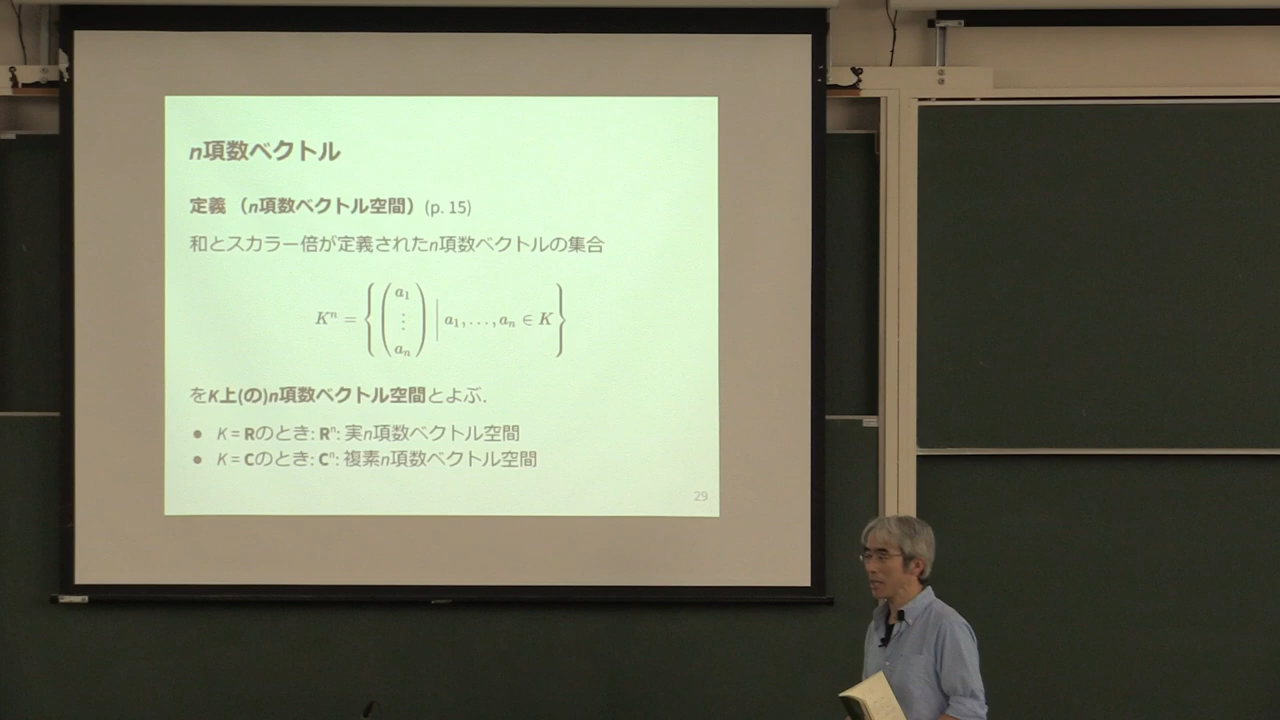 n項数ベクトル
定義（n項数ベクトル空間）(p. 15)
和とスカラー倍が定義されたn項数ベクトルの集合
Kⁿ = { ( a₁ ⋮ aₙ ) | a₁, …, aₙ ∈ K }
をK上(の)n項数ベクトル空間とよぶ.
● K = Rのとき: Rⁿ: 実n項数ベクトル空間
● K = Cのとき: Cⁿ: 複素n項数ベクトル空間
29